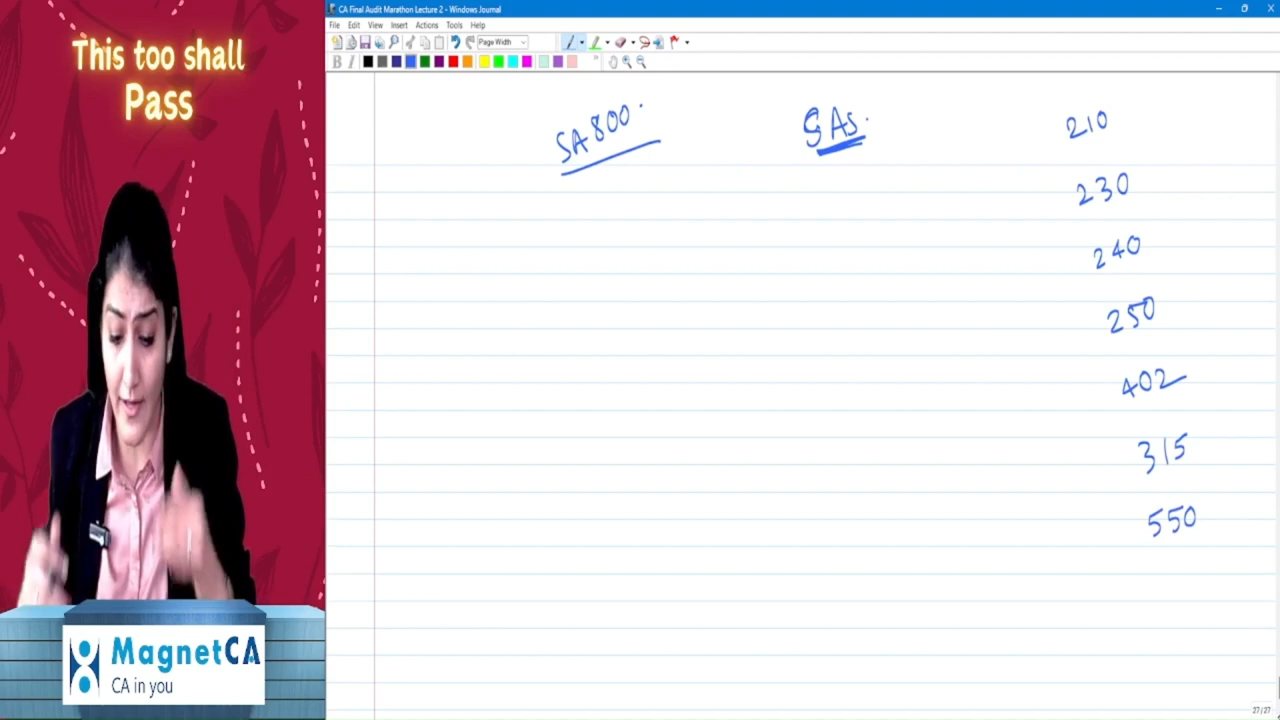 This too shall
Pass
CA Final Audit Marathon Lecture 2 - Windows Journal
File Edit View Insert Actions Tools Help
Page Width
B I
SA 800.
SAs.
210
230
240
250
402
315
550
MagnetCA
CA in you
27/27